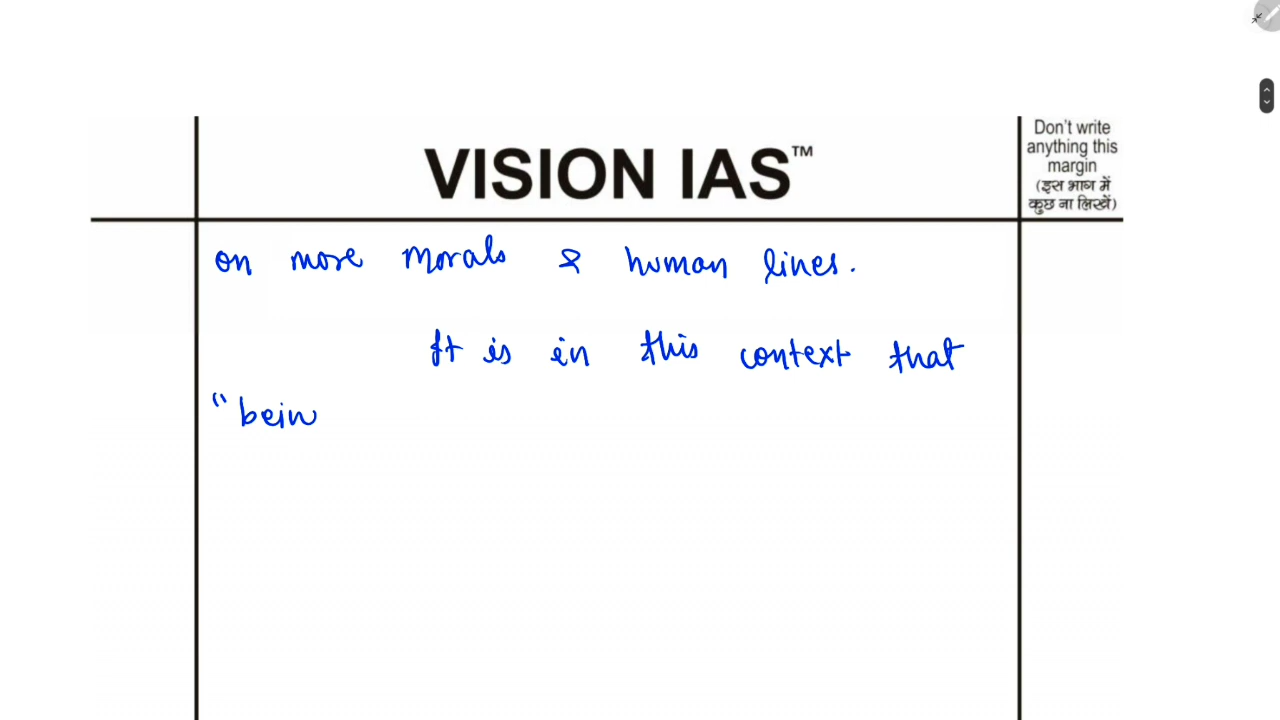 VISION IAS™
Don't write
anything this
margin
(इस भाग में
कुछ ना लिखें)
on more morals & human lines.
It is in this context that
"bein